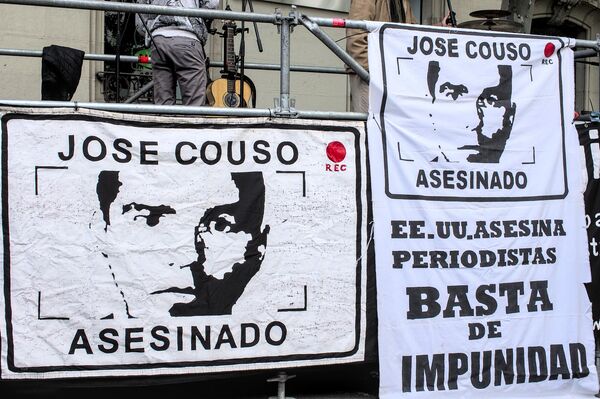 JOSE COUSO
REC
ASESINADO
JOSE COUSO
REC
ASESINADO
EE.UU.ASESINA
PERIODISTAS
BASTA
DE
IMPUNIDAD